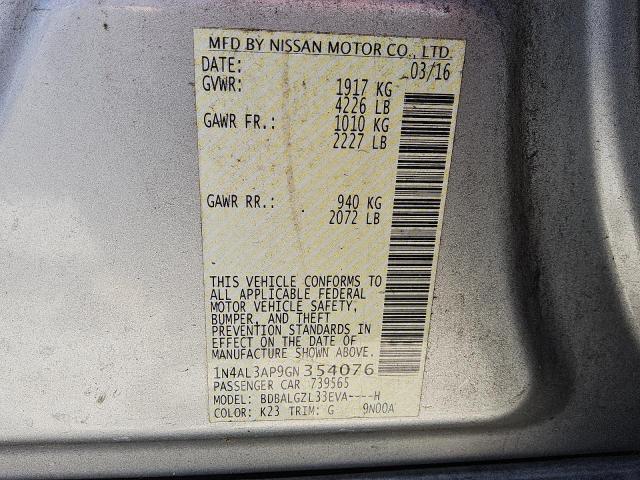 MFD BY NISSAN MOTOR CO., LTD.
DATE: 03/16
GVWR: 1917 KG
4226 LB
GAWR FR.: 1010 KG
2227 LB
GAWR RR.: 940 KG
2072 LB
THIS VEHICLE CONFORMS TO
ALL APPLICABLE FEDERAL
MOTOR VEHICLE SAFETY,
BUMPER, AND THEFT
PREVENTION STANDARDS IN
EFFECT ON THE DATE OF
MANUFACTURE SHOWN ABOVE.
1N4AL3AP9GN354076
PASSENGER CAR 739565
MODEL: BDBALGZL33EVA----H
COLOR: K23 TRIM: G 9N00A